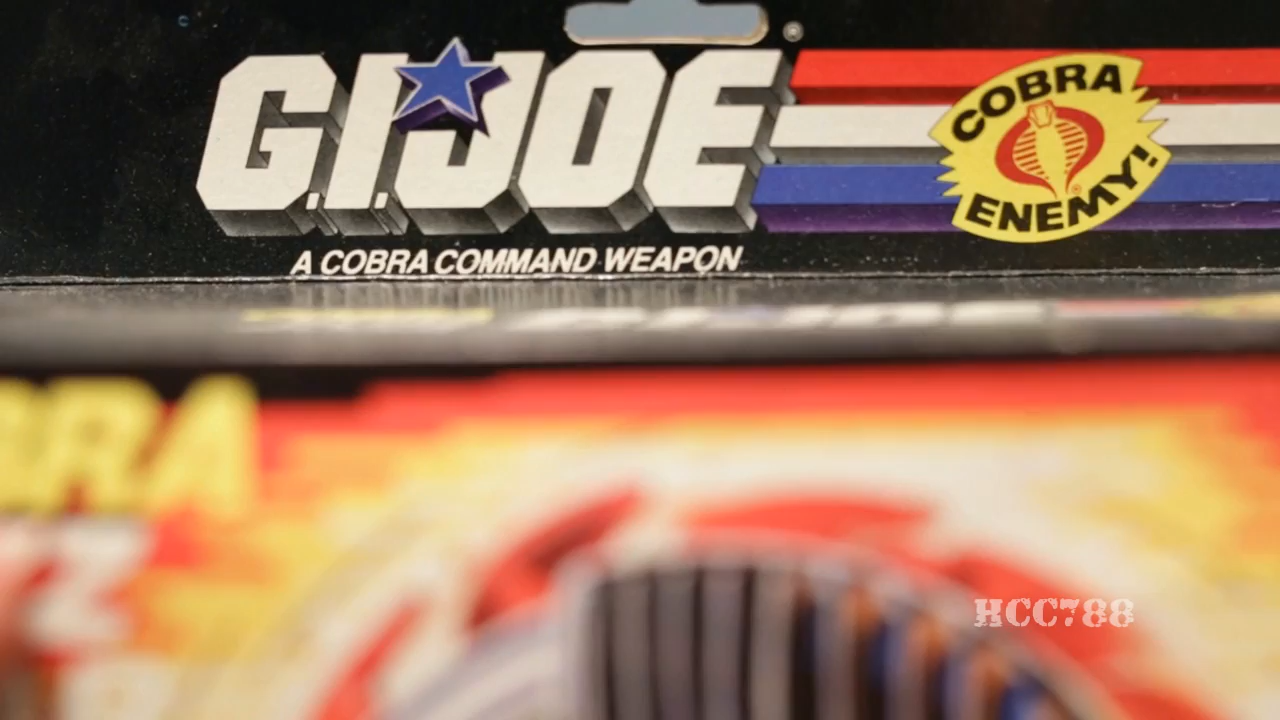 G.I. JOE
®
COBRA
ENEMY!
A COBRA COMMAND WEAPON
HCC788